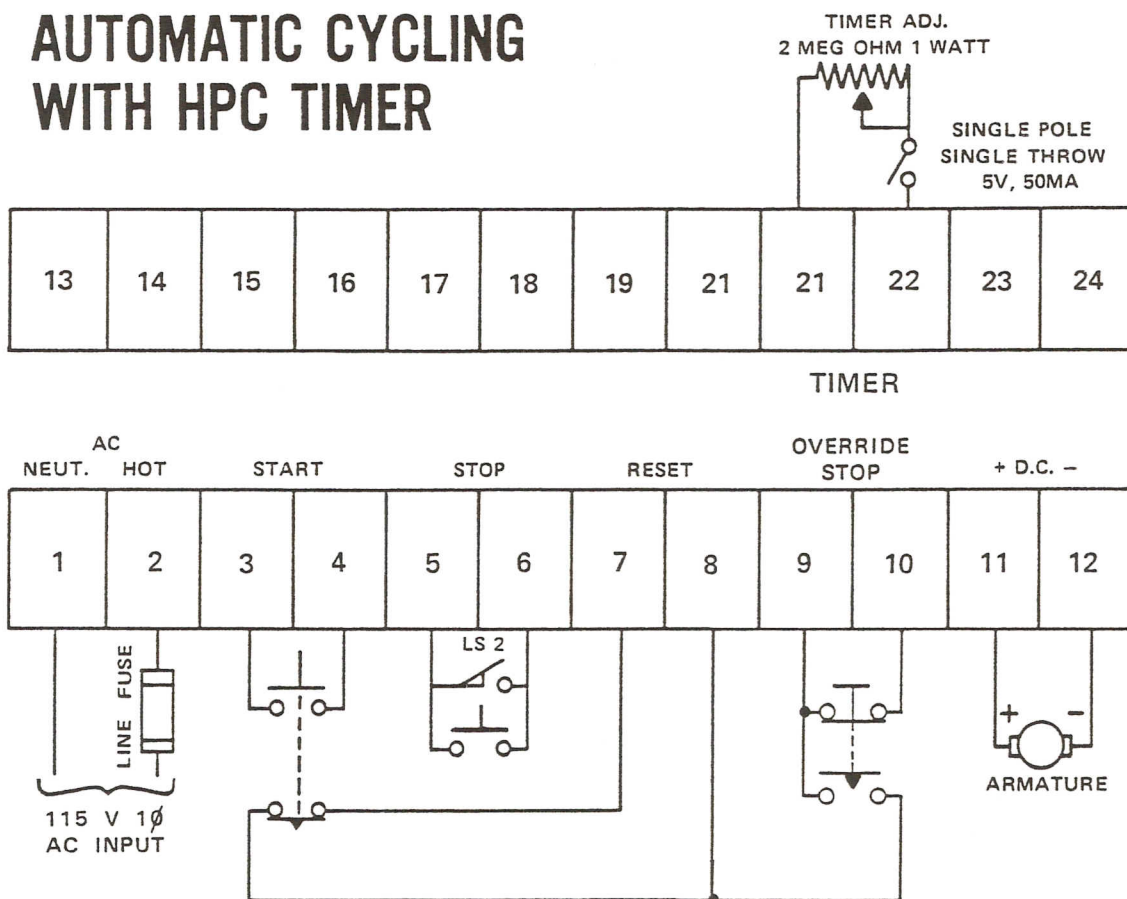 AUTOMATIC CYCLING
WITH HPC TIMER
TIMER ADJ.
2 MEG OHM 1 WATT
SINGLE POLE
SINGLE THROW
5V, 50MA
13 14 15 16 17 18 19 21 21 22 23 24
TIMER
AC
NEUT. HOT START STOP RESET OVERRIDE STOP + D.C. −
1 2 3 4 5 6 7 8 9 10 11 12
LINE FUSE
LS 2
+ −
ARMATURE
115 V 1Ø
AC INPUT